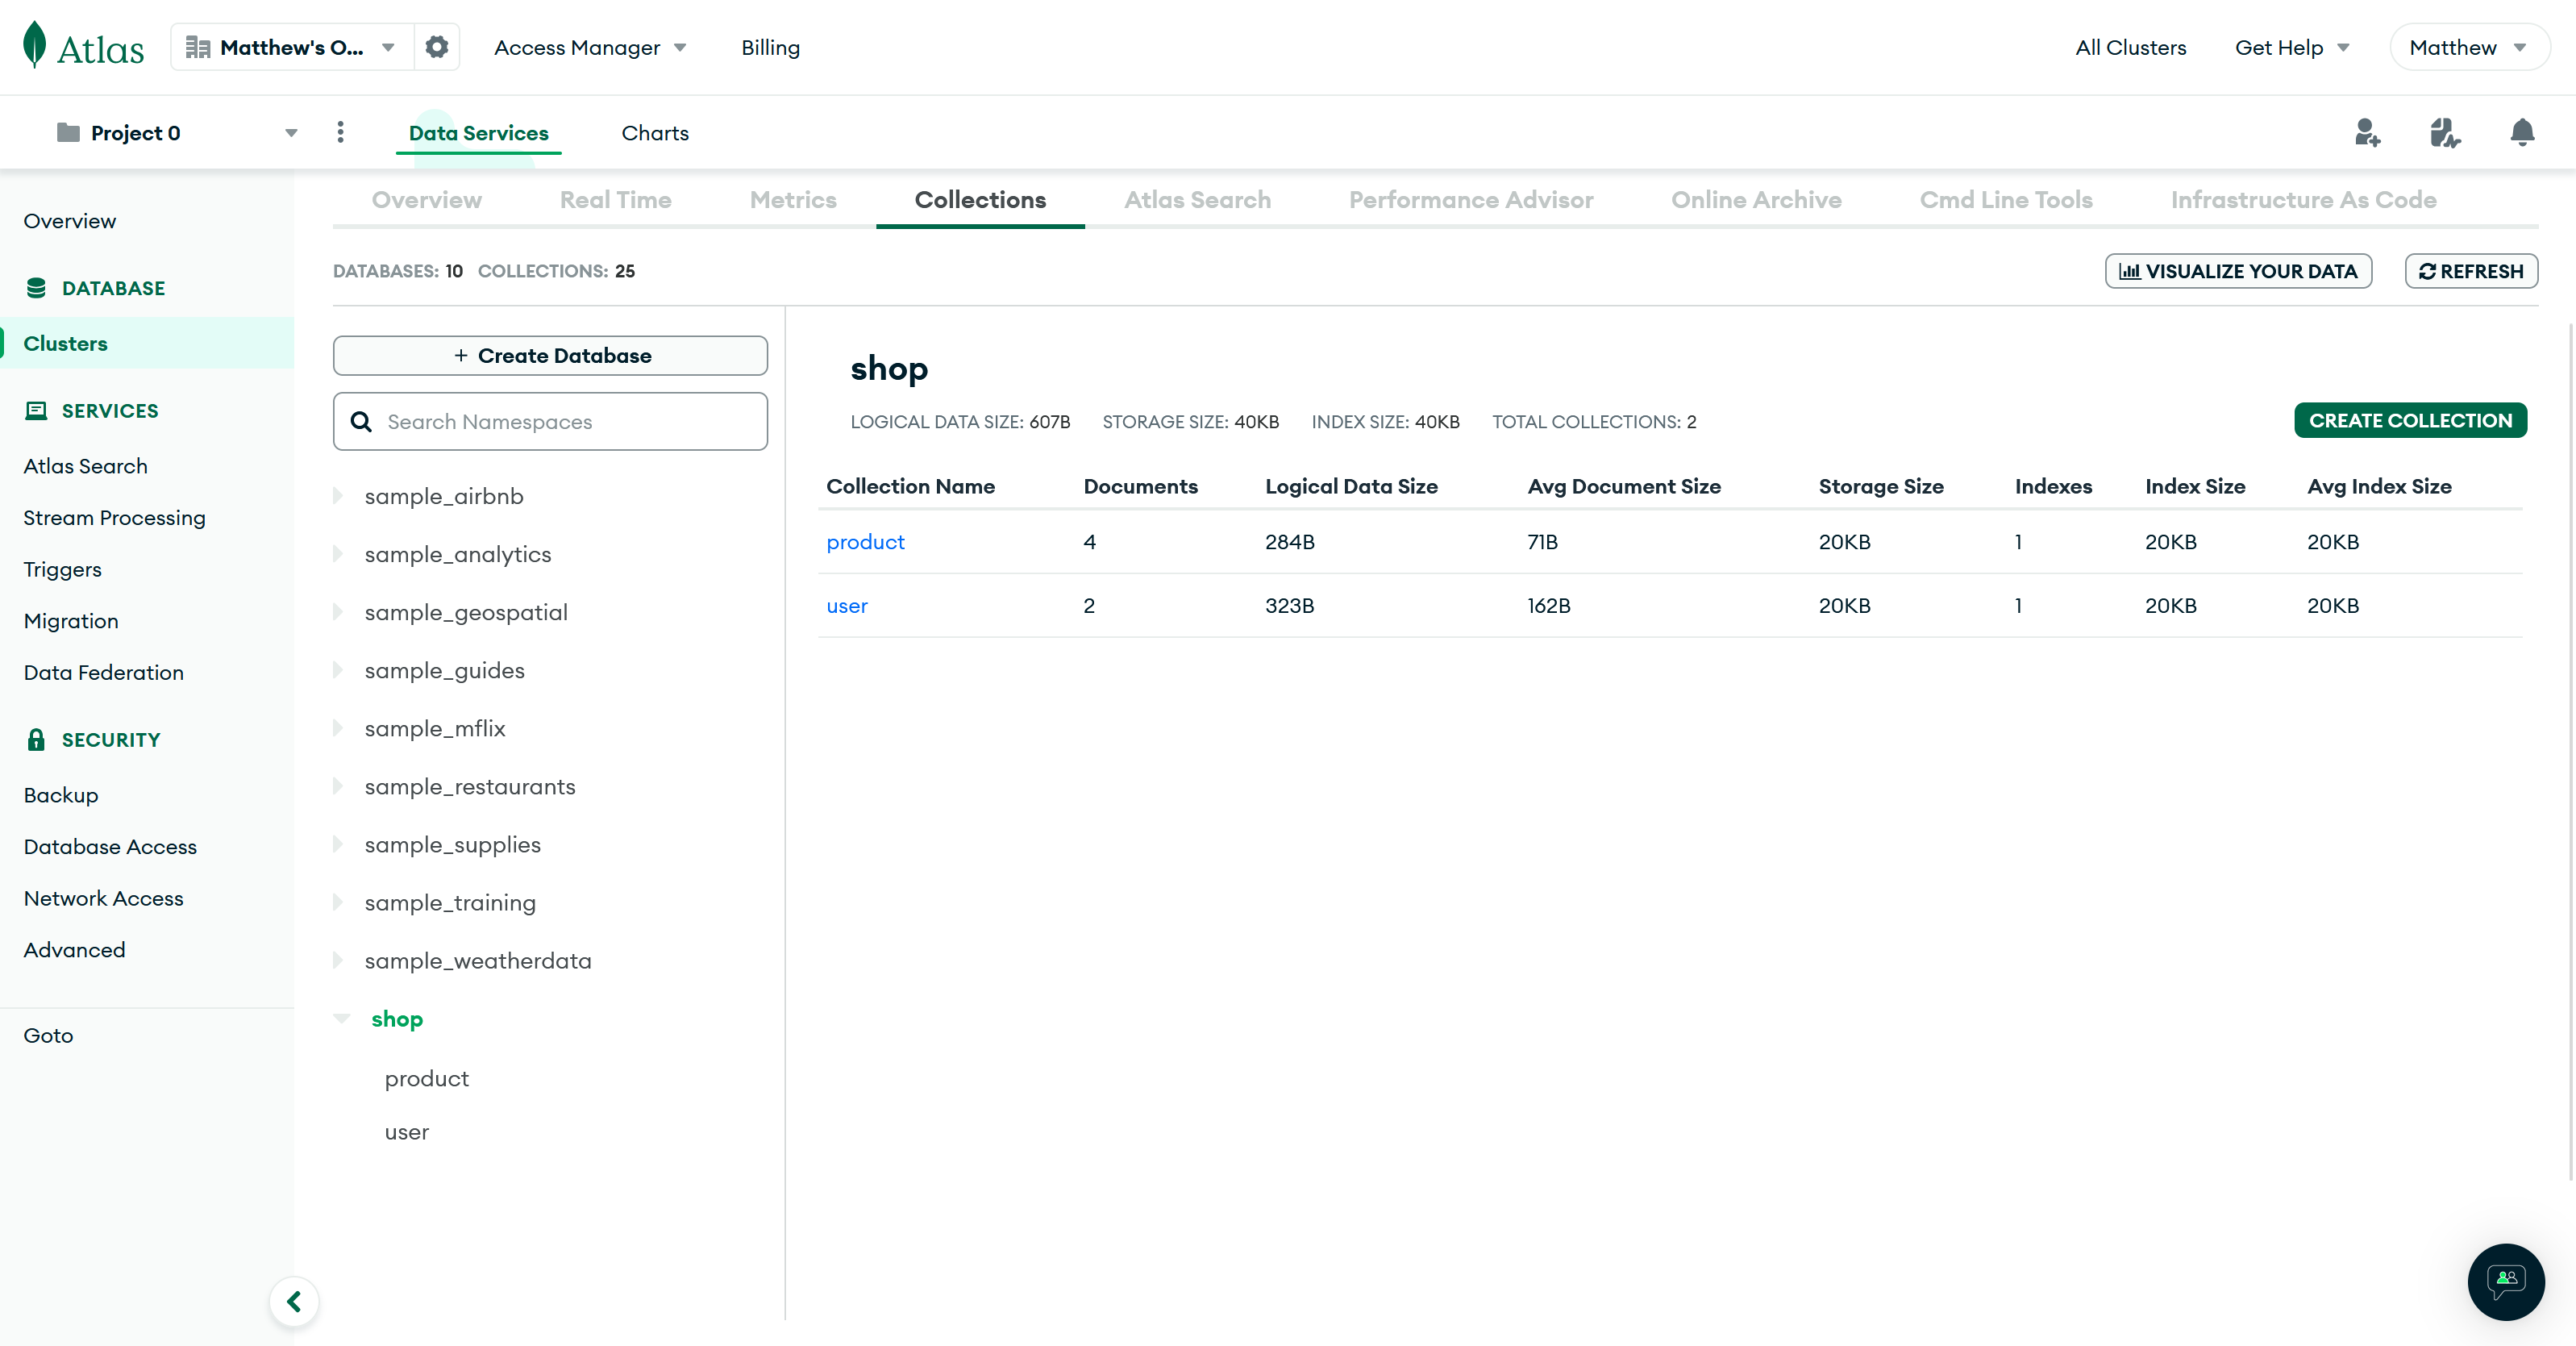 Atlas
Matthew's O...
Access Manager
Billing
All Clusters
Get Help
Matthew
Project 0
Data Services
Charts
Overview
DATABASE
Clusters
SERVICES
Atlas Search
Stream Processing
Triggers
Migration
Data Federation
SECURITY
Backup
Database Access
Network Access
Advanced
Goto
Overview Real Time Metrics Collections Atlas Search Performance Advisor Online Archive Cmd Line Tools Infrastructure As Code
DATABASES: 10 COLLECTIONS: 25
VISUALIZE YOUR DATA
REFRESH
+ Create Database
Search Namespaces
sample_airbnb
sample_analytics
sample_geospatial
sample_guides
sample_mflix
sample_restaurants
sample_supplies
sample_training
sample_weatherdata
shop
product
user
shop
LOGICAL DATA SIZE: 607B STORAGE SIZE: 40KB INDEX SIZE: 40KB TOTAL COLLECTIONS: 2
CREATE COLLECTION
Collection Name Documents Logical Data Size Avg Document Size Storage Size Indexes Index Size Avg Index Size
product 4 284B 71B 20KB 1 20KB 20KB
user 2 323B 162B 20KB 1 20KB 20KB